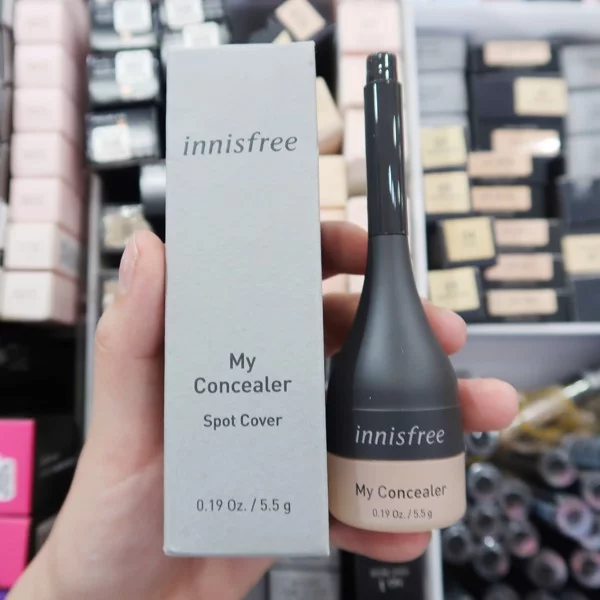 innisfree
My
Concealer
Spot Cover
0.19 Oz. / 5.5 g
innisfree
My Concealer
0.19 Oz. / 5.5 g